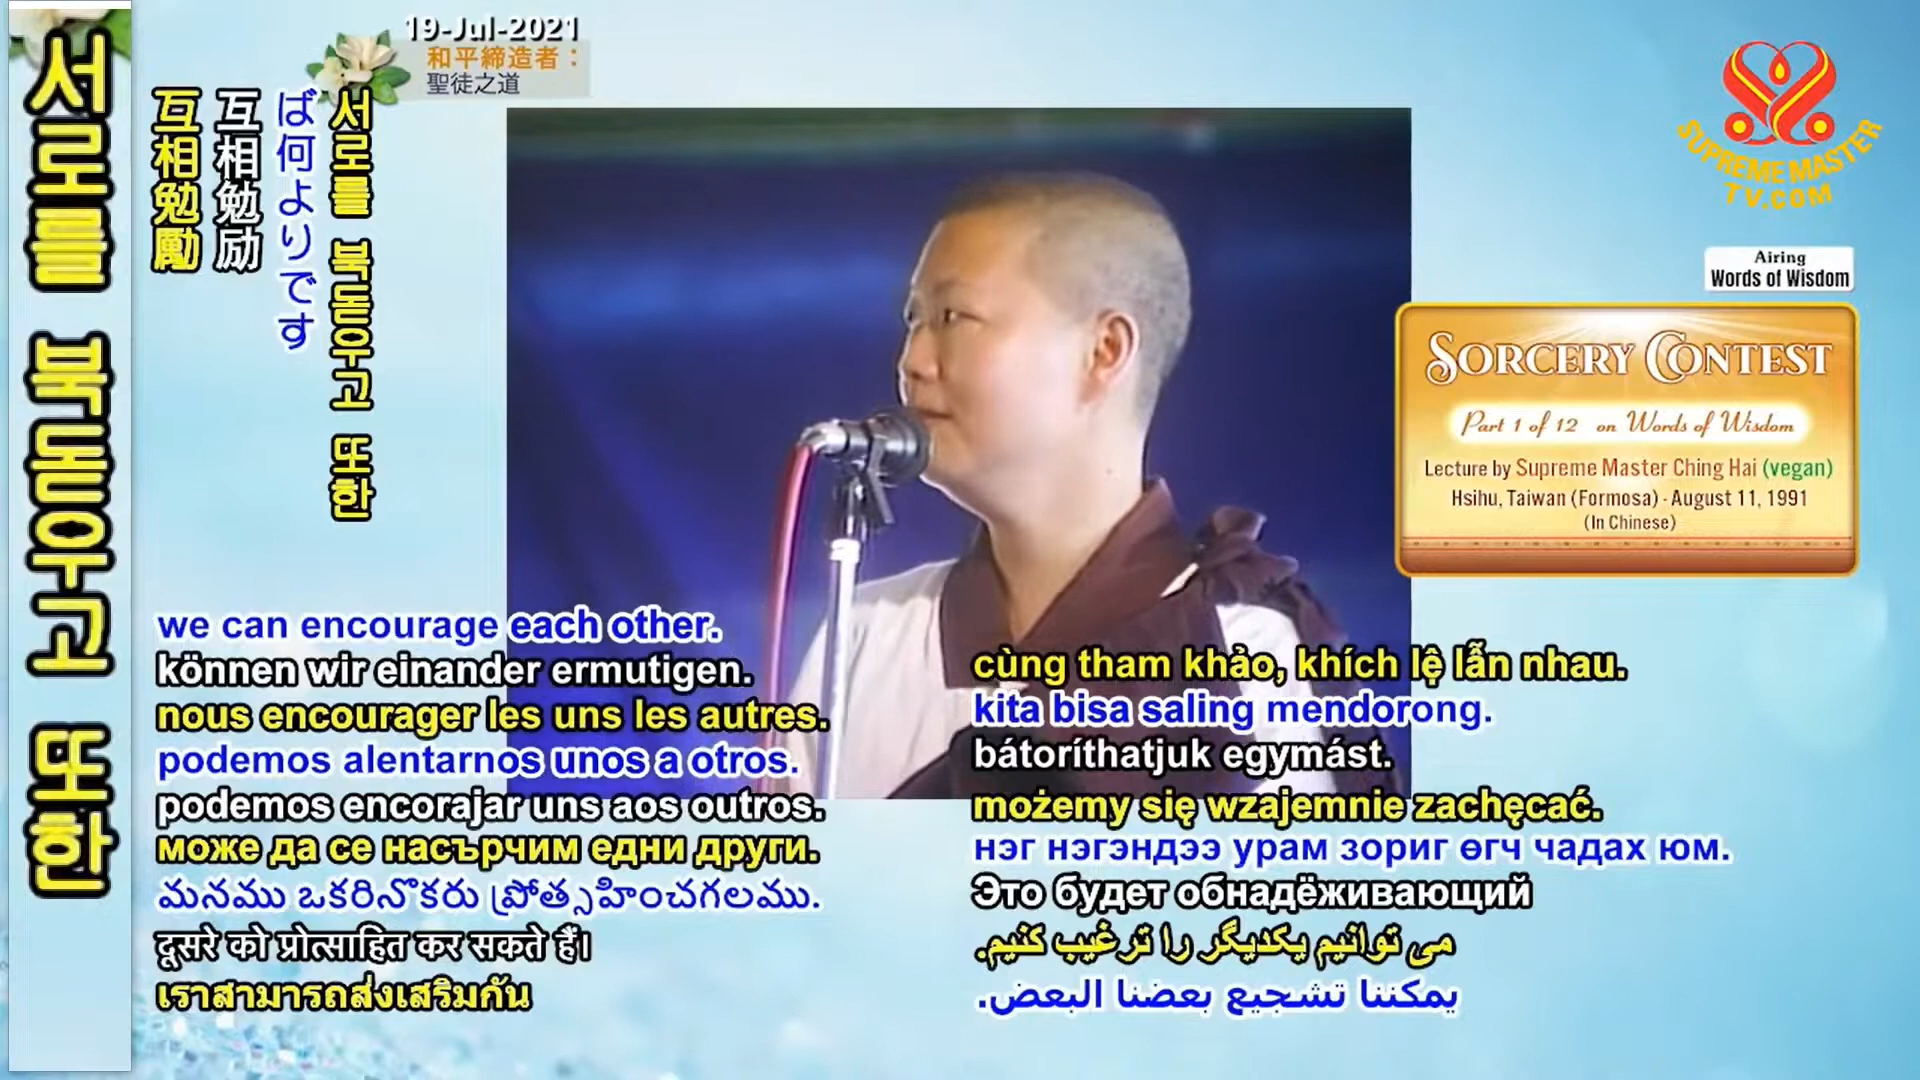 서로를 북돋우고 또한
19-Jul-2021
和平締造者：
聖徒之道
互相勉勵
互相勉励
ば何よりです
서로를 북돋우고 또한
SUPREME MASTER
TV.COM
Airing
Words of Wisdom
SORCERY CONTEST
Part 1 of 12 on Words of Wisdom
Lecture by Supreme Master Ching Hai (vegan)
Hsihu, Taiwan (Formosa) - August 11, 1991
(In Chinese)
we can encourage each other.
können wir einander ermutigen.
nous encourager les uns les autres.
podemos alentarnos unos a otros.
podemos encorajar uns aos outros.
може да се насърчим едни други.
మనము ఒకరినొకరు ప్రోత్సహించగలము.
दूसरे को प्रोत्साहित कर सकते हैं।
เราสามารถส่งเสริมกัน
cùng tham khảo, khích lệ lẫn nhau.
kita bisa saling mendorong.
bátoríthatjuk egymást.
możemy się wzajemnie zachęcać.
нэг нэгэндээ урам зориг өгч чадах юм.
Это будет обнадёживающий
می توانیم یکدیگر را ترغیب کنیم.
يمكننا تشجيع بعضنا البعض.